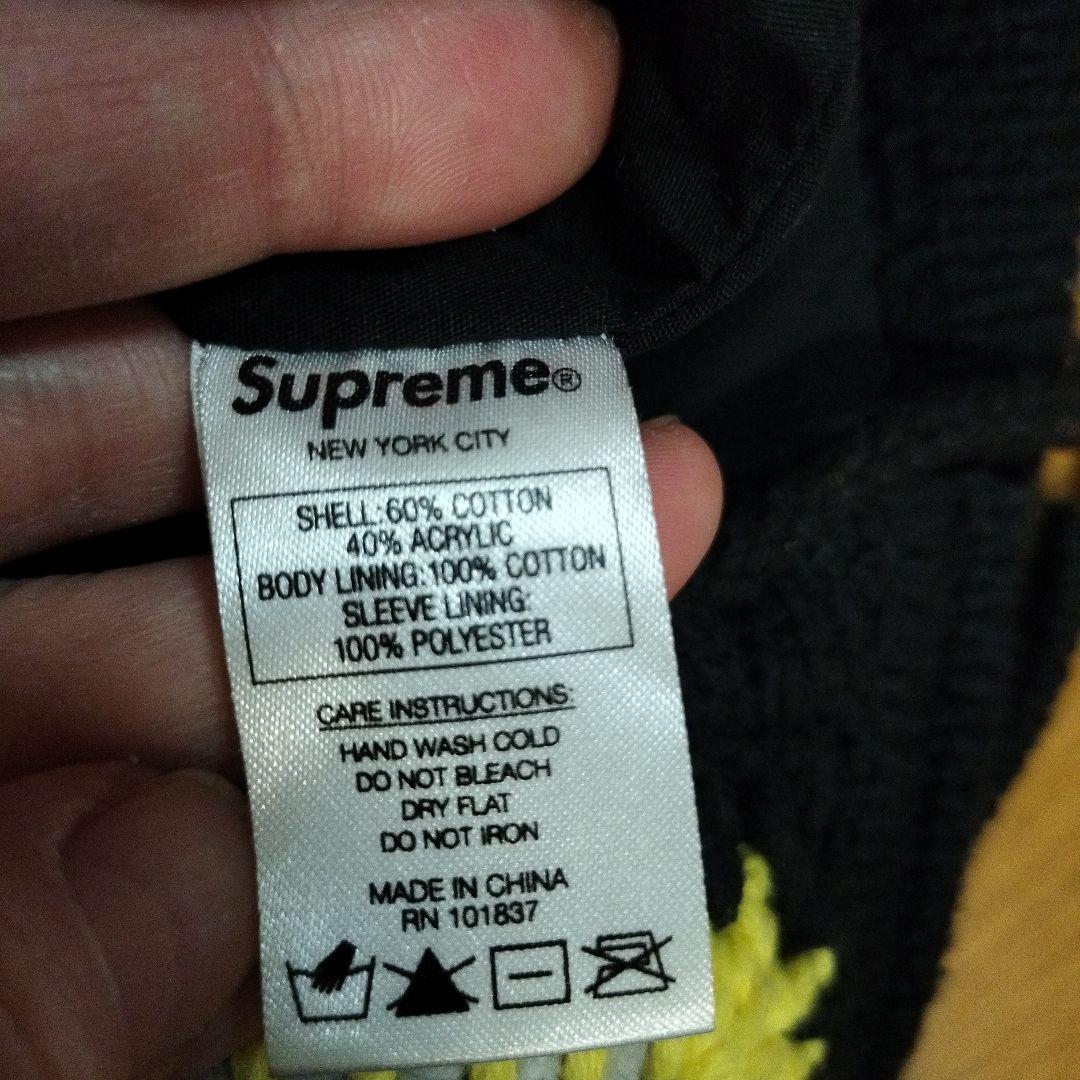 Supreme®
NEW YORK CITY
SHELL: 60% COTTON
40% ACRYLIC
BODY LINING: 100% COTTON
SLEEVE LINING:
100% POLYESTER
CARE INSTRUCTIONS:
HAND WASH COLD
DO NOT BLEACH
DRY FLAT
DO NOT IRON
MADE IN CHINA
RN 101837